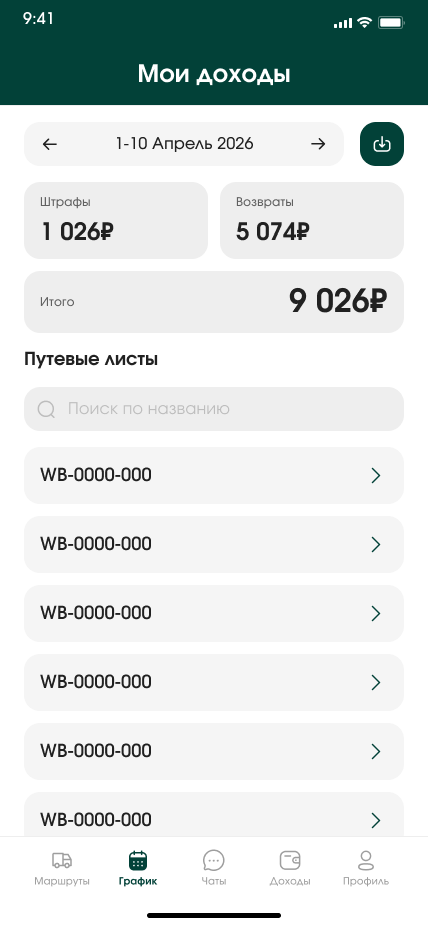 9:41
Мои доходы
1-10 Апрель 2026
Штрафы
1 026₽
Возвраты
5 074₽
Итого
9 026₽
Путевые листы
Поиск по названию
WB-0000-000
WB-0000-000
WB-0000-000
WB-0000-000
WB-0000-000
WB-0000-000
Маршруты График Чаты Доходы Профиль